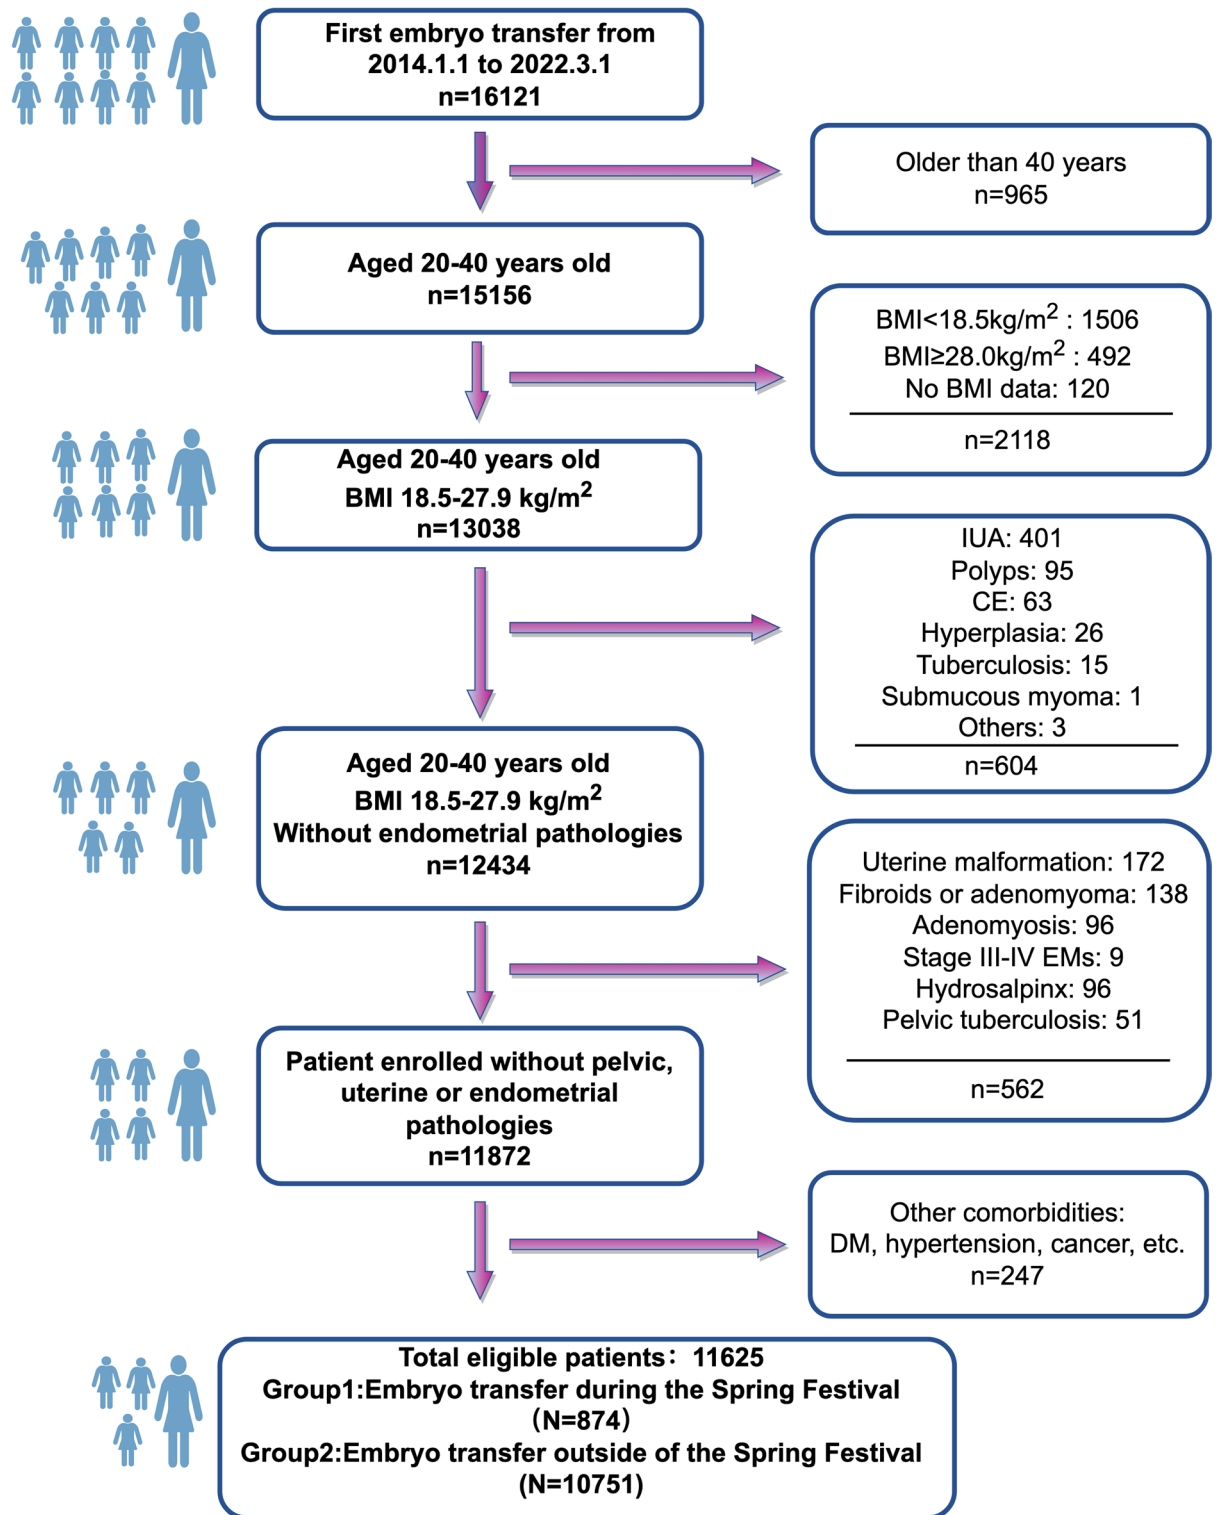 First embryo transfer from
2014.1.1 to 2022.3.1
n=16121
Older than 40 years
n=965
Aged 20-40 years old
n=15156
BMI<18.5kg/m² : 1506
BMI≥28.0kg/m² : 492
No BMI data: 120
n=2118
Aged 20-40 years old
BMI 18.5-27.9 kg/m²
n=13038
IUA: 401
Polyps: 95
CE: 63
Hyperplasia: 26
Tuberculosis: 15
Submucous myoma: 1
Others: 3
n=604
Aged 20-40 years old
BMI 18.5-27.9 kg/m²
Without endometrial pathologies
n=12434
Uterine malformation: 172
Fibroids or adenomyoma: 138
Adenomyosis: 96
Stage III-IV EMs: 9
Hydrosalpinx: 96
Pelvic tuberculosis: 51
n=562
Patient enrolled without pelvic,
uterine or endometrial
pathologies
n=11872
Other comorbidities:
DM, hypertension, cancer, etc.
n=247
Total eligible patients：11625
Group1:Embryo transfer during the Spring Festival
（N=874）
Group2:Embryo transfer outside of the Spring Festival
(N=10751)